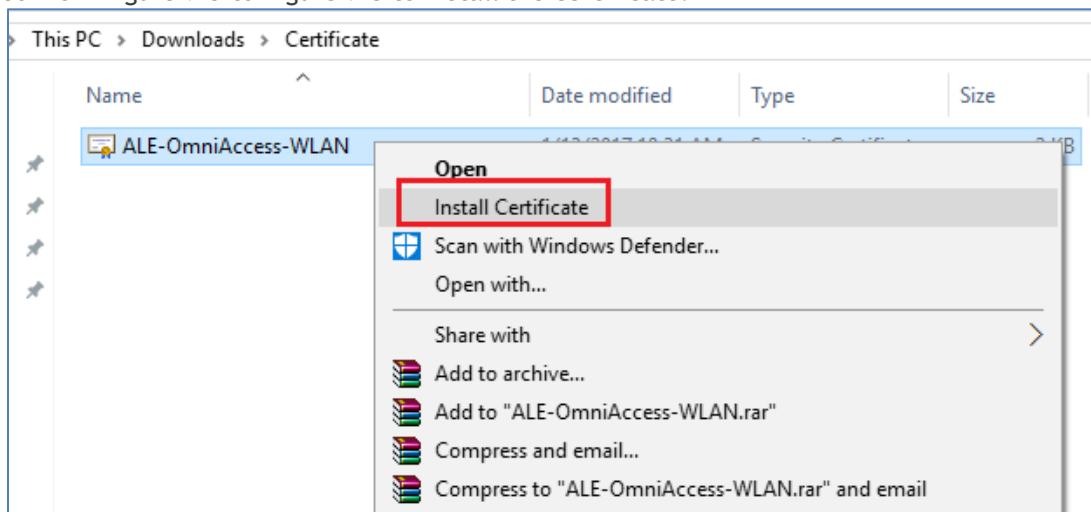 This PC > Downloads > Certificate
Name Date modified Type Size
ALE-OmniAccess-WLAN
Open
Install Certificate
Scan with Windows Defender...
Open with...
Share with
Add to archive...
Add to "ALE-OmniAccess-WLAN.rar"
Compress and email...
Compress to "ALE-OmniAccess-WLAN.rar" and email